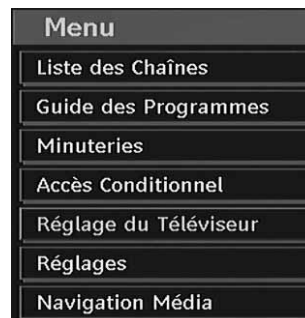 Menu
Liste des Chaînes
Guide des Programmes
Minuteries
Accès Conditionnel
Réglage du Téléviseur
Réglages
Navigation Média